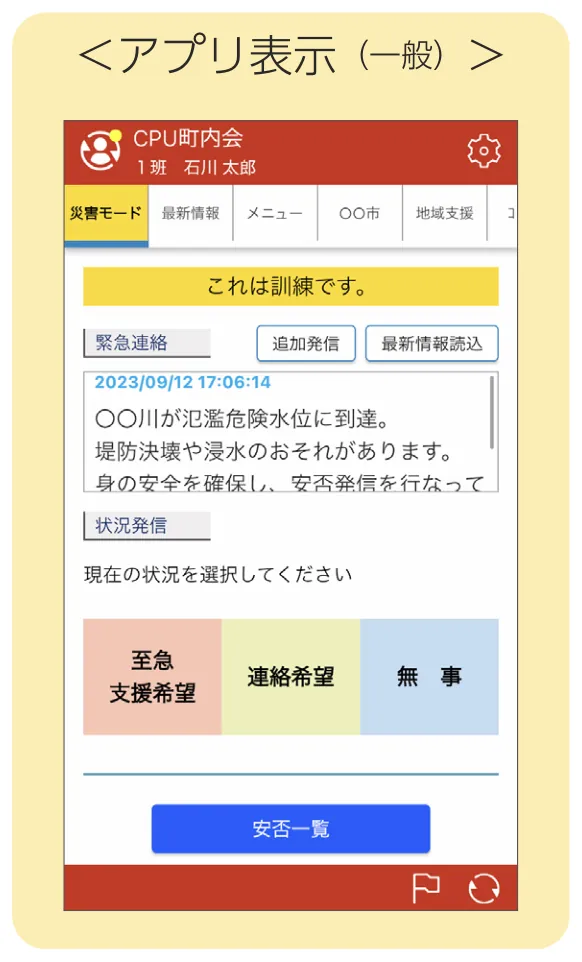 ＜アプリ表示（一般）＞
CPU町内会
1班　石川 太郎
災害モード
最新情報
メニュー
〇〇市
地域支援
これは訓練です。
緊急連絡
追加発信
最新情報読込
2023/09/12 17:06:14
〇〇川が氾濫危険水位に到達。
堤防決壊や浸水のおそれがあります。
身の安全を確保し、安否発信を行なって
状況発信
現在の状況を選択してください
至急
支援希望
連絡希望
無　事
安否一覧